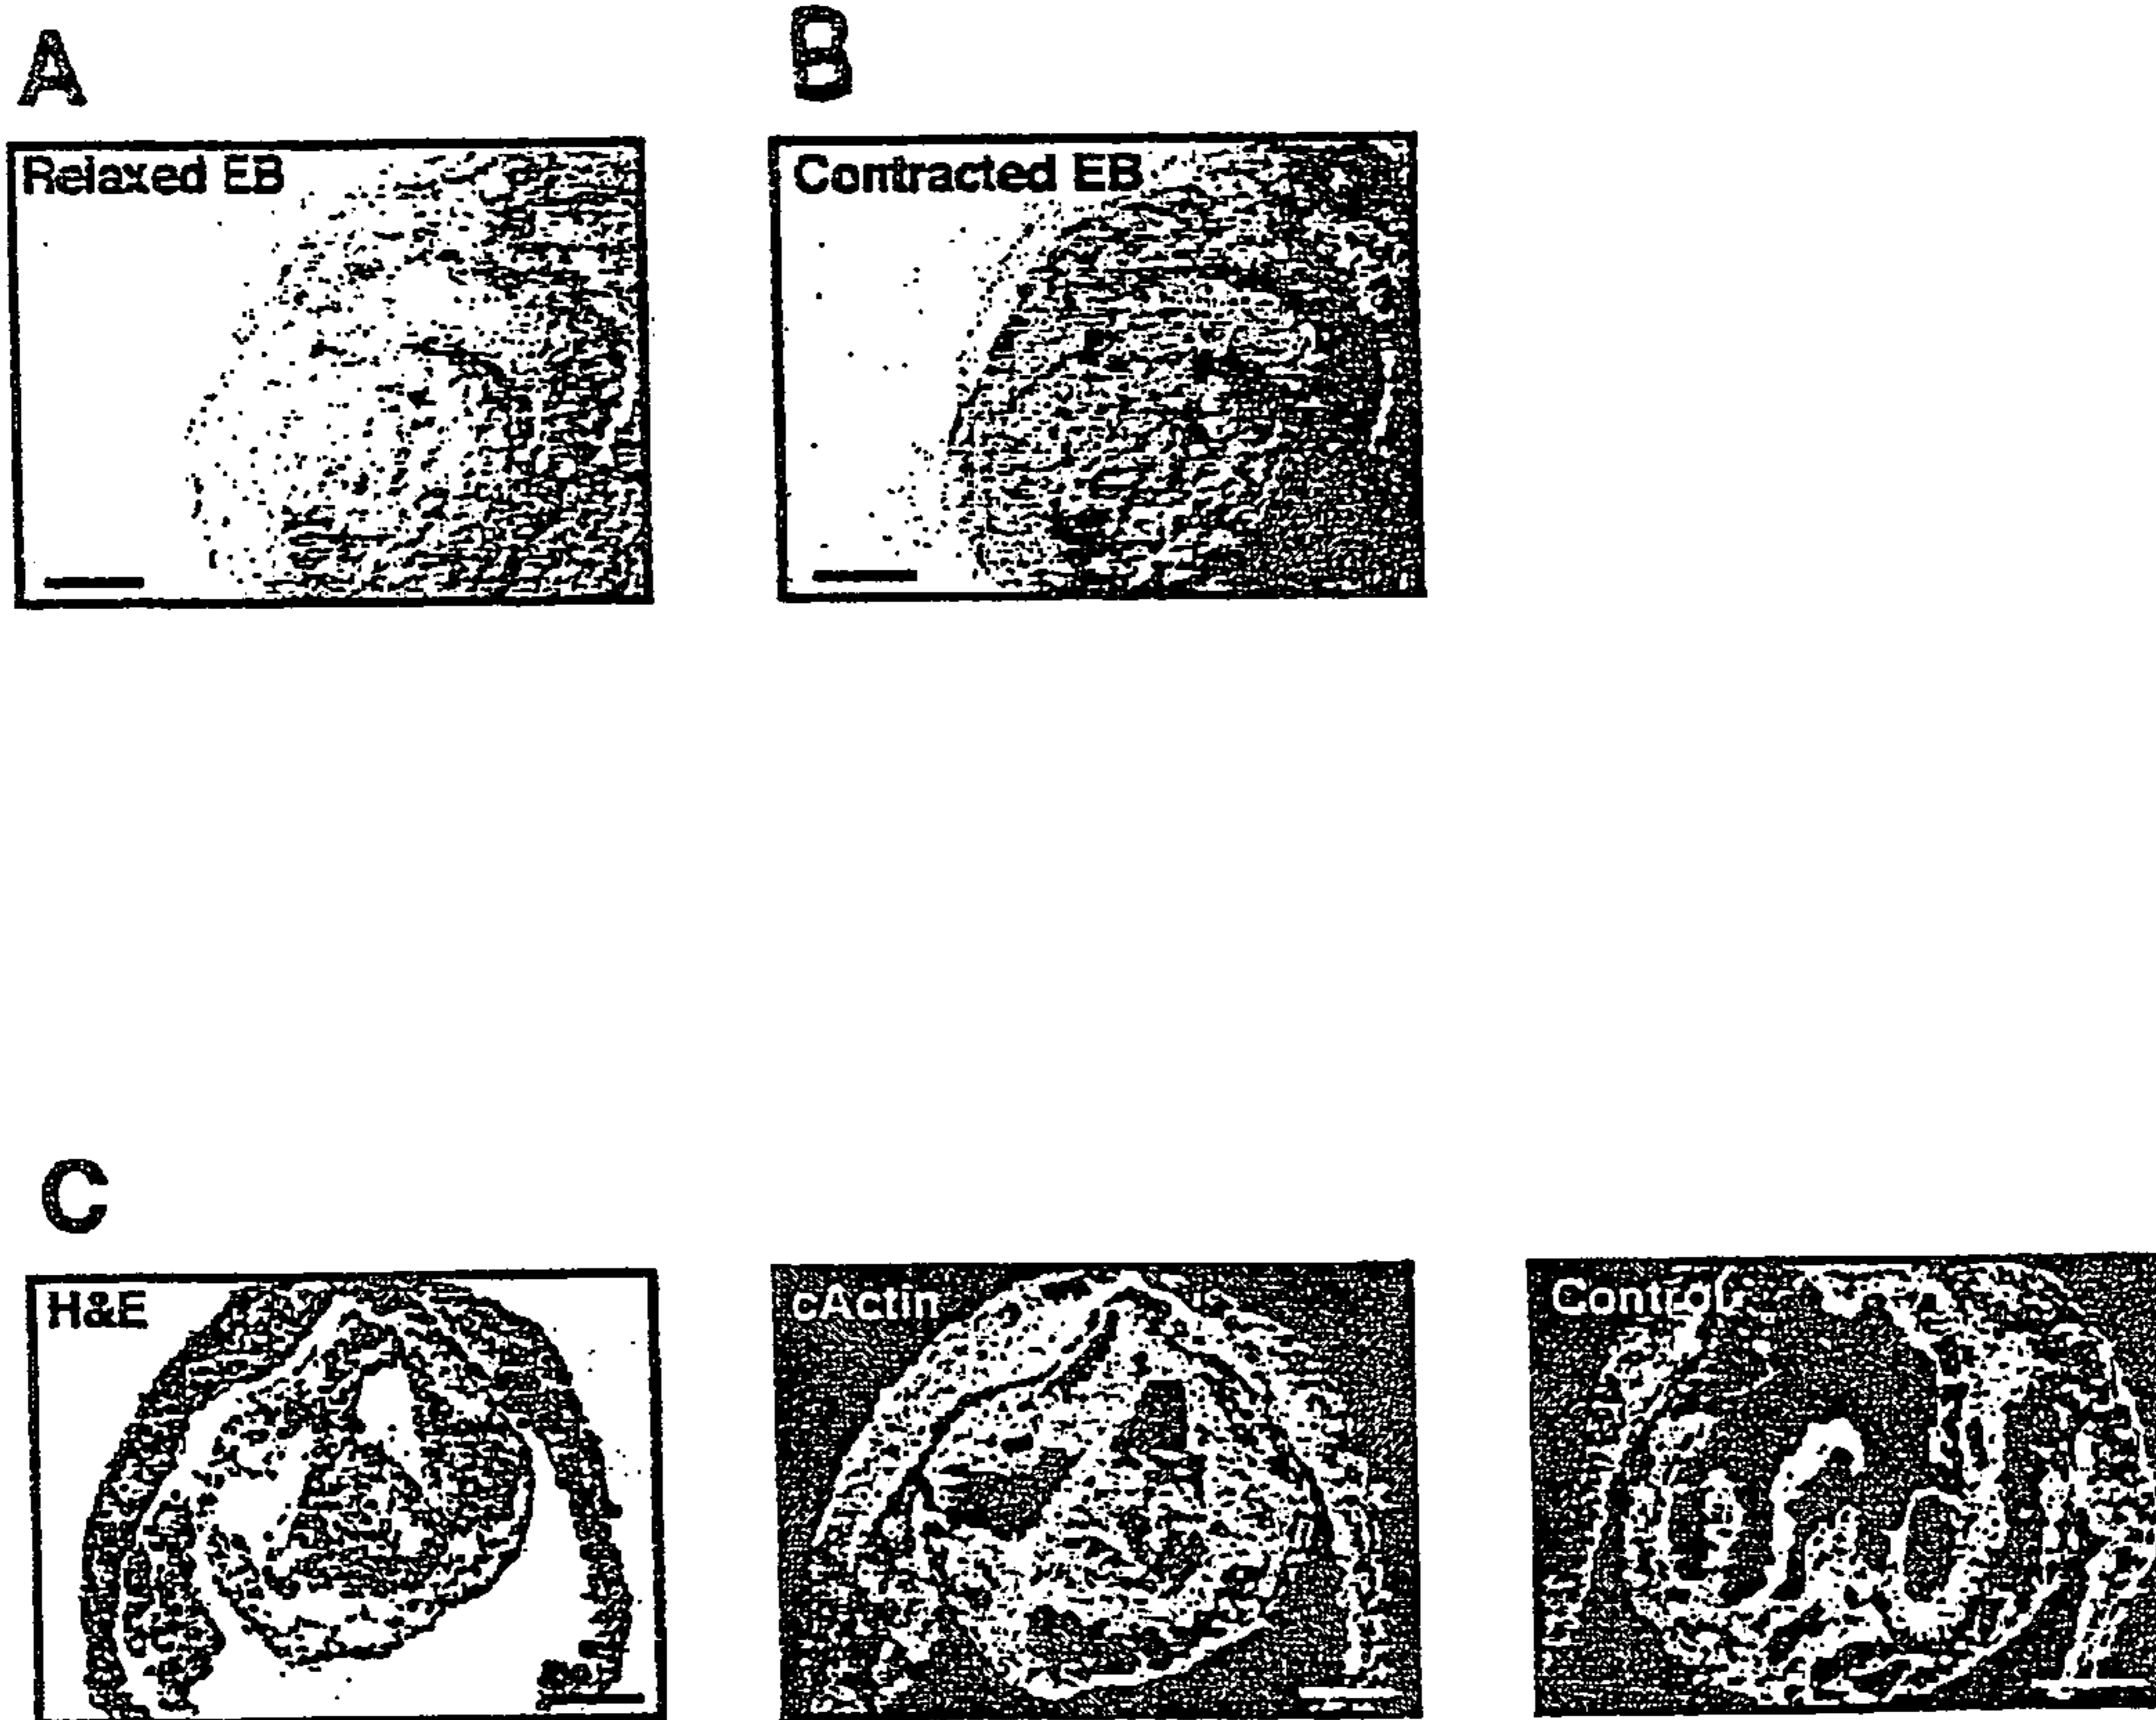 A
B
Relaxed EB
Contracted EB
C
H&E
cActin
Control